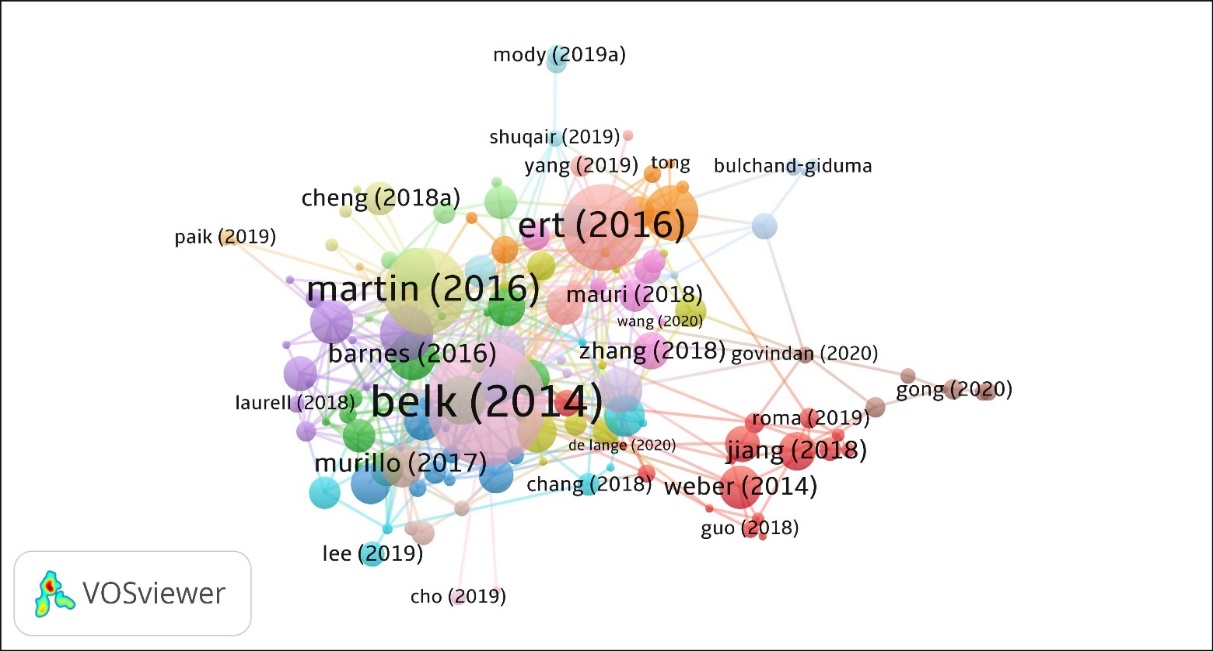 mody (2019a)
shuqair (2019)
yang (2019)
tong
bulchand-giduma
cheng (2018a)
ert (2016)
paik (2019)
martin (2016)
mauri (2018)
wang (2020)
barnes (2016)
zhang (2018)
govindan (2020)
gong (2020)
laurell (2018)
belk (2014)
roma (2019)
de lange (2020)
jiang (2018)
murillo (2017)
chang (2018)
weber (2014)
guo (2018)
lee (2019)
cho (2019)
VOSviewer